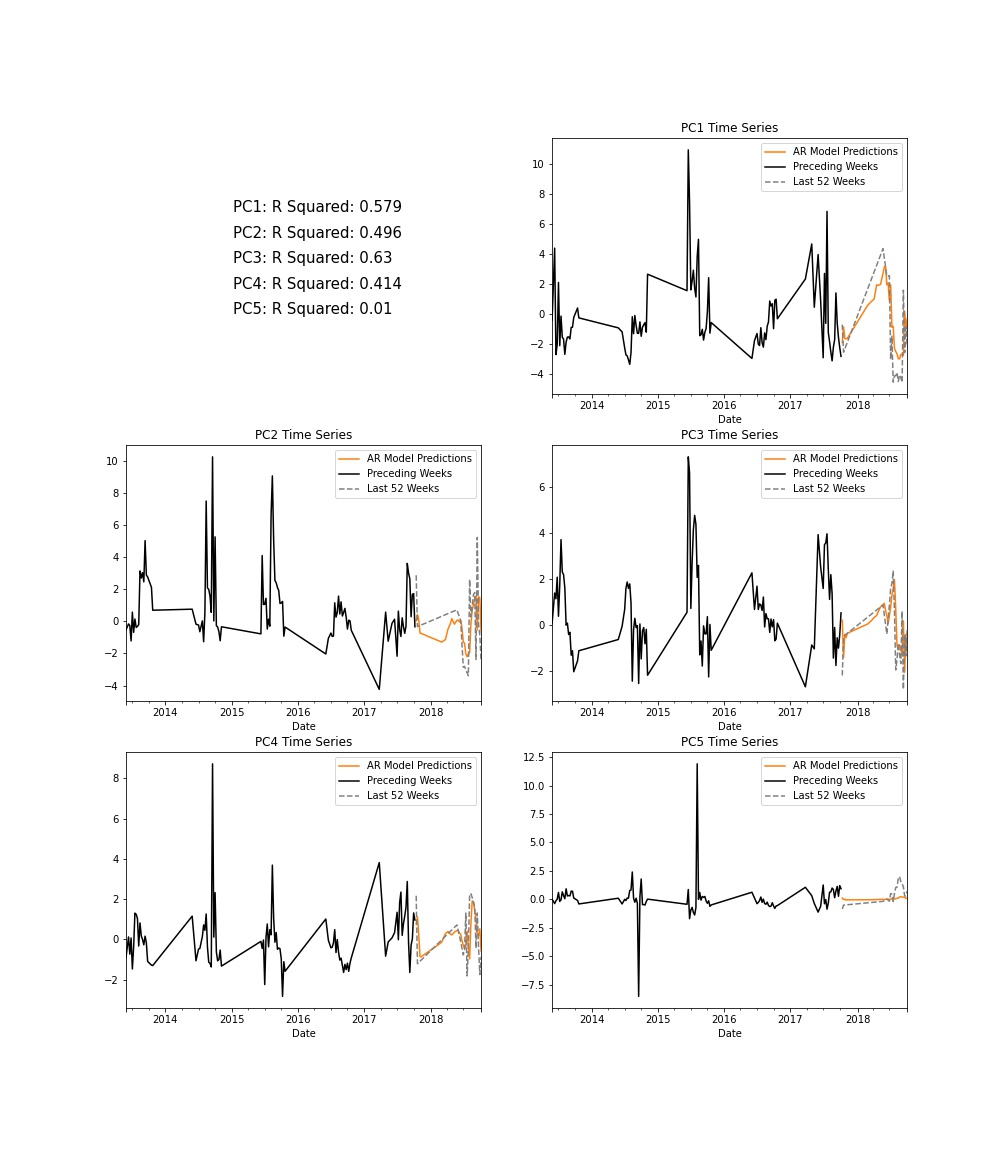 PC1: R Squared: 0.579
PC2: R Squared: 0.496
PC3: R Squared: 0.63
PC4: R Squared: 0.414
PC5: R Squared: 0.01
PC1 Time Series
AR Model Predictions
Preceding Weeks
Last 52 Weeks
10
8
6
4
2
0
−2
−4
2014 2015 2016 2017 2018
Date
PC2 Time Series
AR Model Predictions
Preceding Weeks
Last 52 Weeks
10
8
6
4
2
0
−2
−4
2014 2015 2016 2017 2018
Date
PC3 Time Series
AR Model Predictions
Preceding Weeks
Last 52 Weeks
6
4
2
0
−2
2014 2015 2016 2017 2018
Date
PC4 Time Series
AR Model Predictions
Preceding Weeks
Last 52 Weeks
8
6
4
2
0
−2
2014 2015 2016 2017 2018
Date
PC5 Time Series
AR Model Predictions
Preceding Weeks
Last 52 Weeks
12.5
10.0
7.5
5.0
2.5
0.0
−2.5
−5.0
−7.5
2014 2015 2016 2017 2018
Date